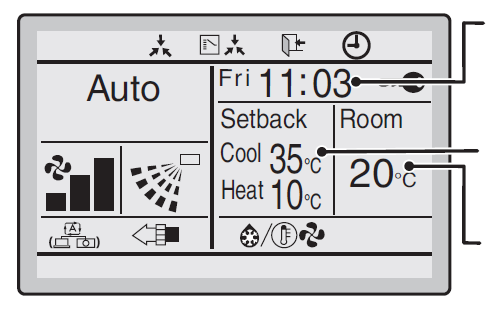 Auto
Fri 11:03
Setback
Room
Cool 35°C
20°C
Heat 10°C
(A)
/